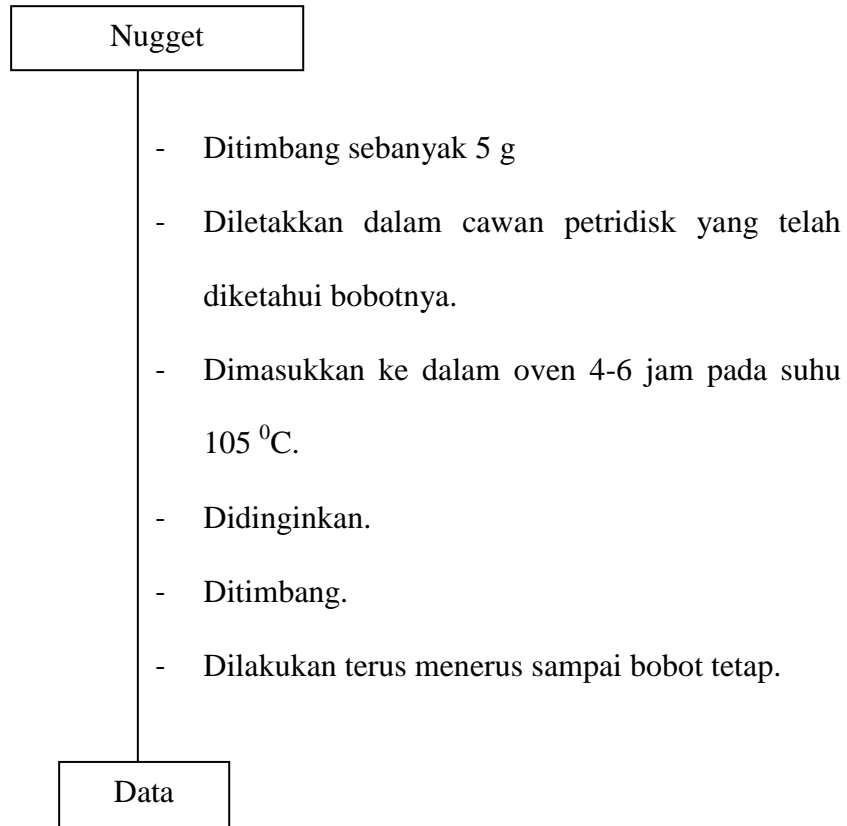 Nugget
- Ditimbang sebanyak 5 g
- Diletakkan dalam cawan petridisk yang telah
diketahui bobotnya.
- Dimasukkan ke dalam oven 4-6 jam pada suhu
105 ⁰C.
- Didinginkan.
- Ditimbang.
- Dilakukan terus menerus sampai bobot tetap.
Data